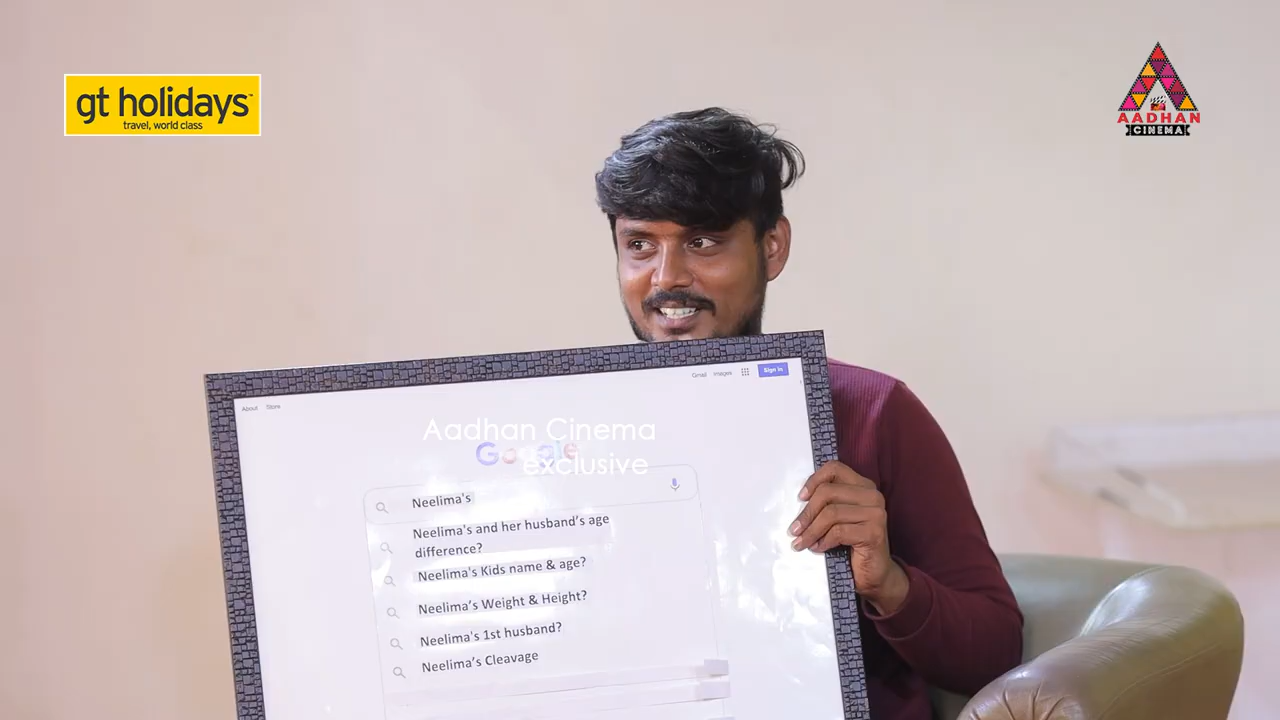 gt holidays
travel, world class
AADHAN
CINEMA
About Store
Gmail Images
Sign in
Aadhan Cinema
Google
exclusive
Neelima's
Neelima's and her husband's age
difference?
Neelima's Kids name & age?
Neelima's Weight & Height?
Neelima's 1st husband?
Neelima's Cleavage